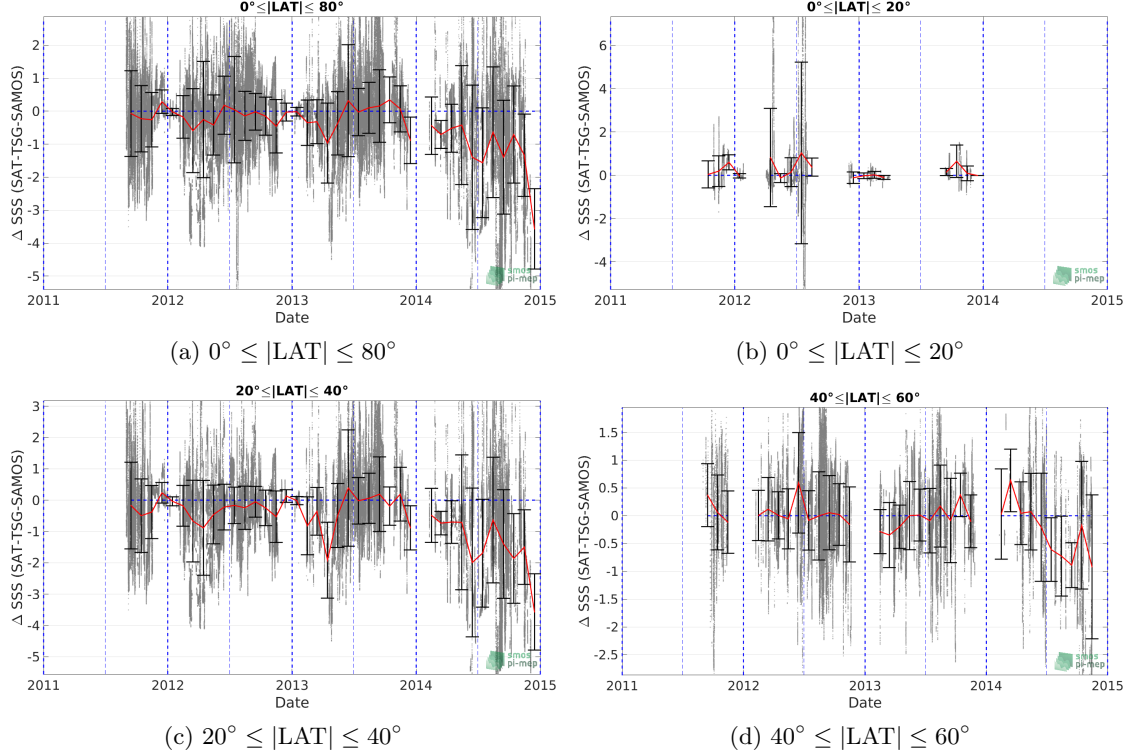 0°≤|LAT|≤ 80°
Δ SSS (SAT-TSG-SAMOS)
2
1
0
-1
-2
-3
-4
-5
smos
pi-mep
2011 2012 2013 2014 2015
Date
(a) 0° ≤ |LAT| ≤ 80°
0°≤|LAT|≤ 20°
Δ SSS (SAT-TSG-SAMOS)
6
4
2
0
-2
-4
smos
pi-mep
2011 2012 2013 2014 2015
Date
(b) 0° ≤ |LAT| ≤ 20°
20°≤|LAT|≤ 40°
Δ SSS (SAT-TSG-SAMOS)
3
2
1
0
-1
-2
-3
-4
-5
smos
pi-mep
2011 2012 2013 2014 2015
Date
(c) 20° ≤ |LAT| ≤ 40°
40°≤|LAT|≤ 60°
Δ SSS (SAT-TSG-SAMOS)
1.5
1
0.5
0
-0.5
-1
-1.5
-2
-2.5
smos
pi-mep
2011 2012 2013 2014 2015
Date
(d) 40° ≤ |LAT| ≤ 60°